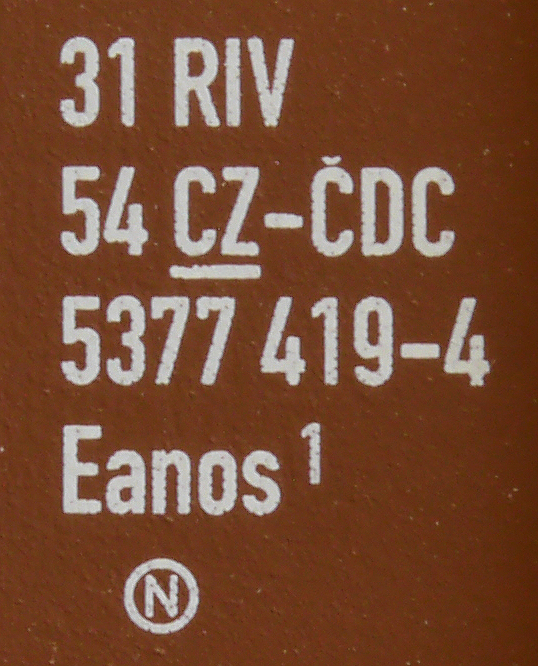 31 RIV
54 CZ-ČDC
5377 419-4
Eanos ¹
N